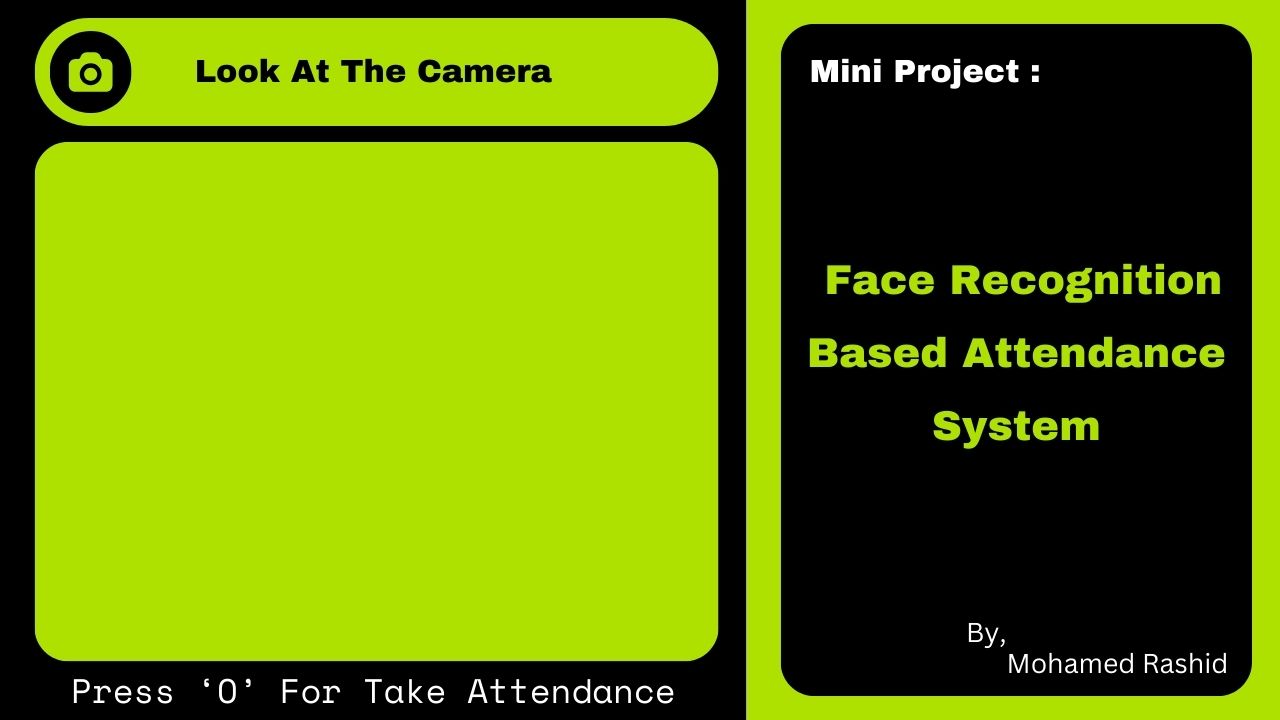 Look At The Camera
Press ‘O’ For Take Attendance
Mini Project :
Face Recognition
Based Attendance
System
By,
Mohamed Rashid